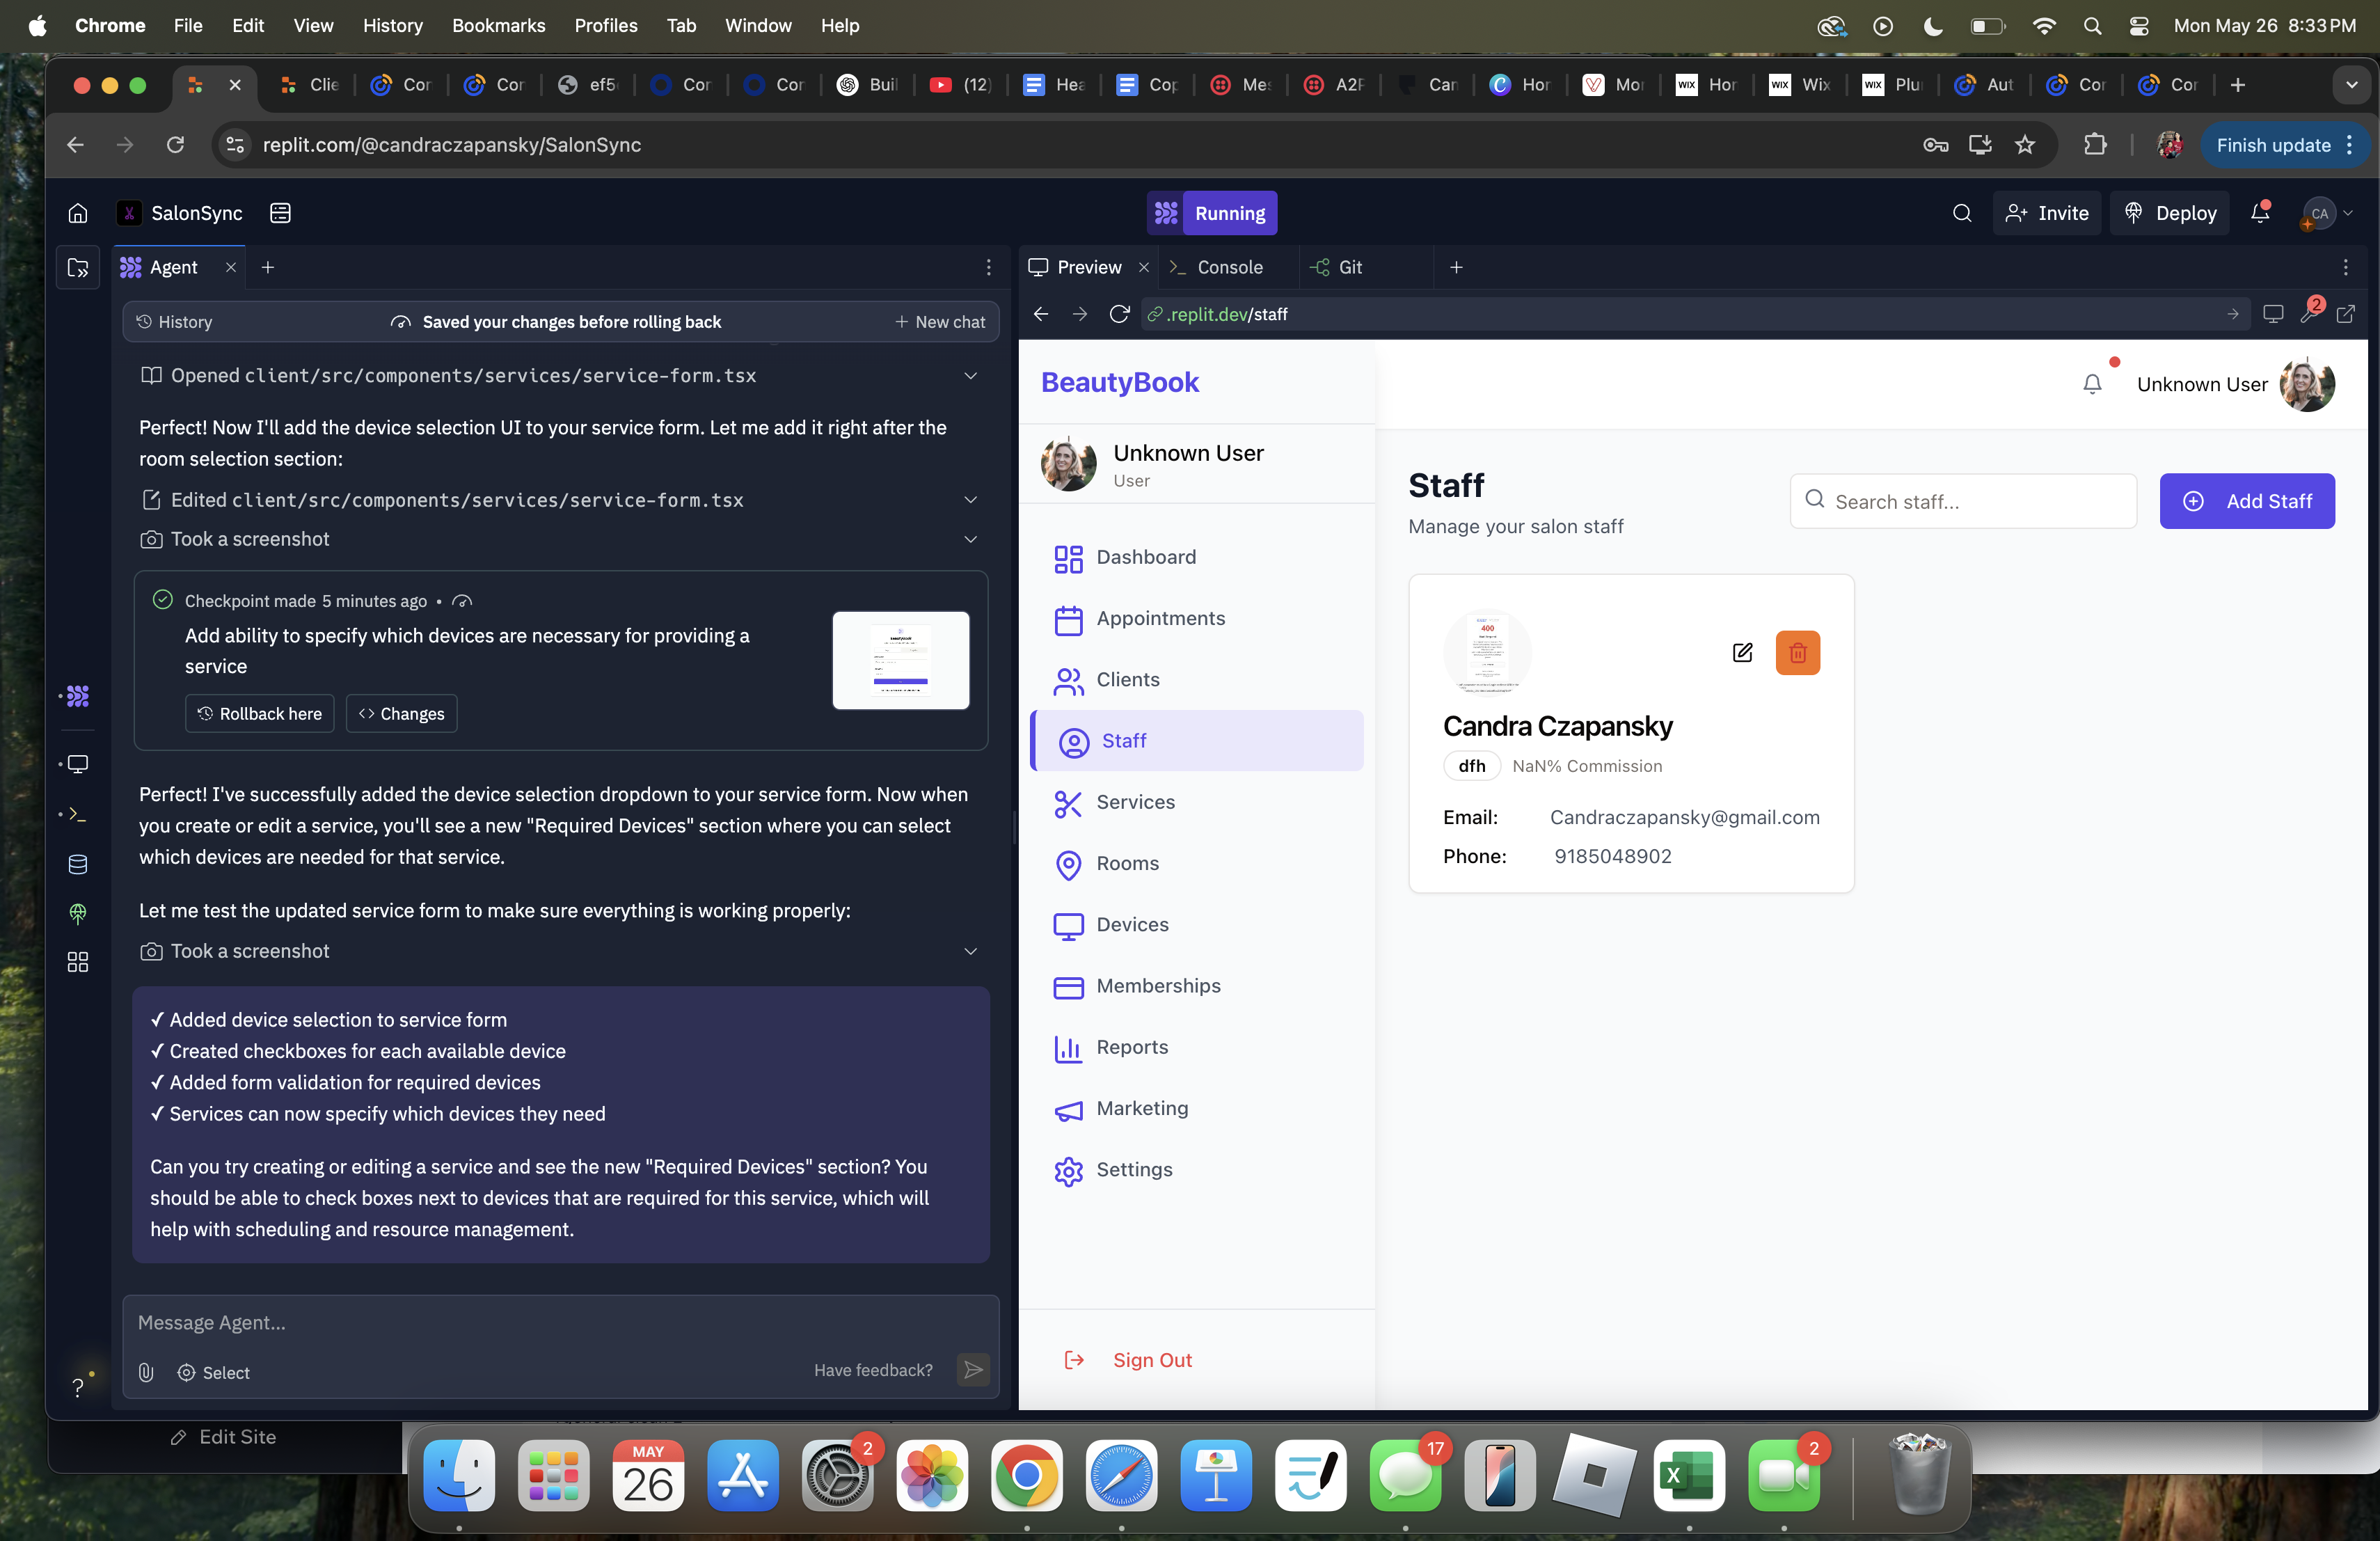 Chrome File Edit View History Bookmarks Profiles Tab Window Help Mon May 26 8:33 PM
Clie Cor Cor ef5 Cor Cor Buil (12) Hea Cop Mes A2P Can Hor Mor WIX Hor WIX Wix WIX Plu Aut Cor Cor
replit.com/@candraczapansky/SalonSync Finish update
SalonSync Running Invite Deploy CA
Agent Preview Console Git
History Saved your changes before rolling back New chat
.replit.dev/staff 2
Opened client/src/components/services/service-form.tsx
Perfect! Now I'll add the device selection UI to your service form. Let me add it right after the
room selection section:
Edited client/src/components/services/service-form.tsx
Took a screenshot
Checkpoint made 5 minutes ago •
Add ability to specify which devices are necessary for providing a
service
Rollback here Changes
Perfect! I've successfully added the device selection dropdown to your service form. Now when
you create or edit a service, you'll see a new "Required Devices" section where you can select
which devices are needed for that service.
Let me test the updated service form to make sure everything is working properly:
Took a screenshot
✓ Added device selection to service form
✓ Created checkboxes for each available device
✓ Added form validation for required devices
✓ Services can now specify which devices they need
Can you try creating or editing a service and see the new "Required Devices" section? You
should be able to check boxes next to devices that are required for this service, which will
help with scheduling and resource management.
Message Agent...
Select Have feedback?
?
BeautyBook
Unknown User
User
Dashboard
Appointments
Clients
Staff
Services
Rooms
Devices
Memberships
Reports
Marketing
Settings
Sign Out
Unknown User
Staff
Manage your salon staff
Search staff...
Add Staff
400
Candra Czapansky
dfh NaN% Commission
Email: Candraczapansky@gmail.com
Phone: 9185048902
Edit Site
MAY
26
2
17
2